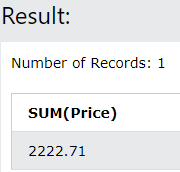 Result:
Number of Records: 1
SUM(Price)
2222.71